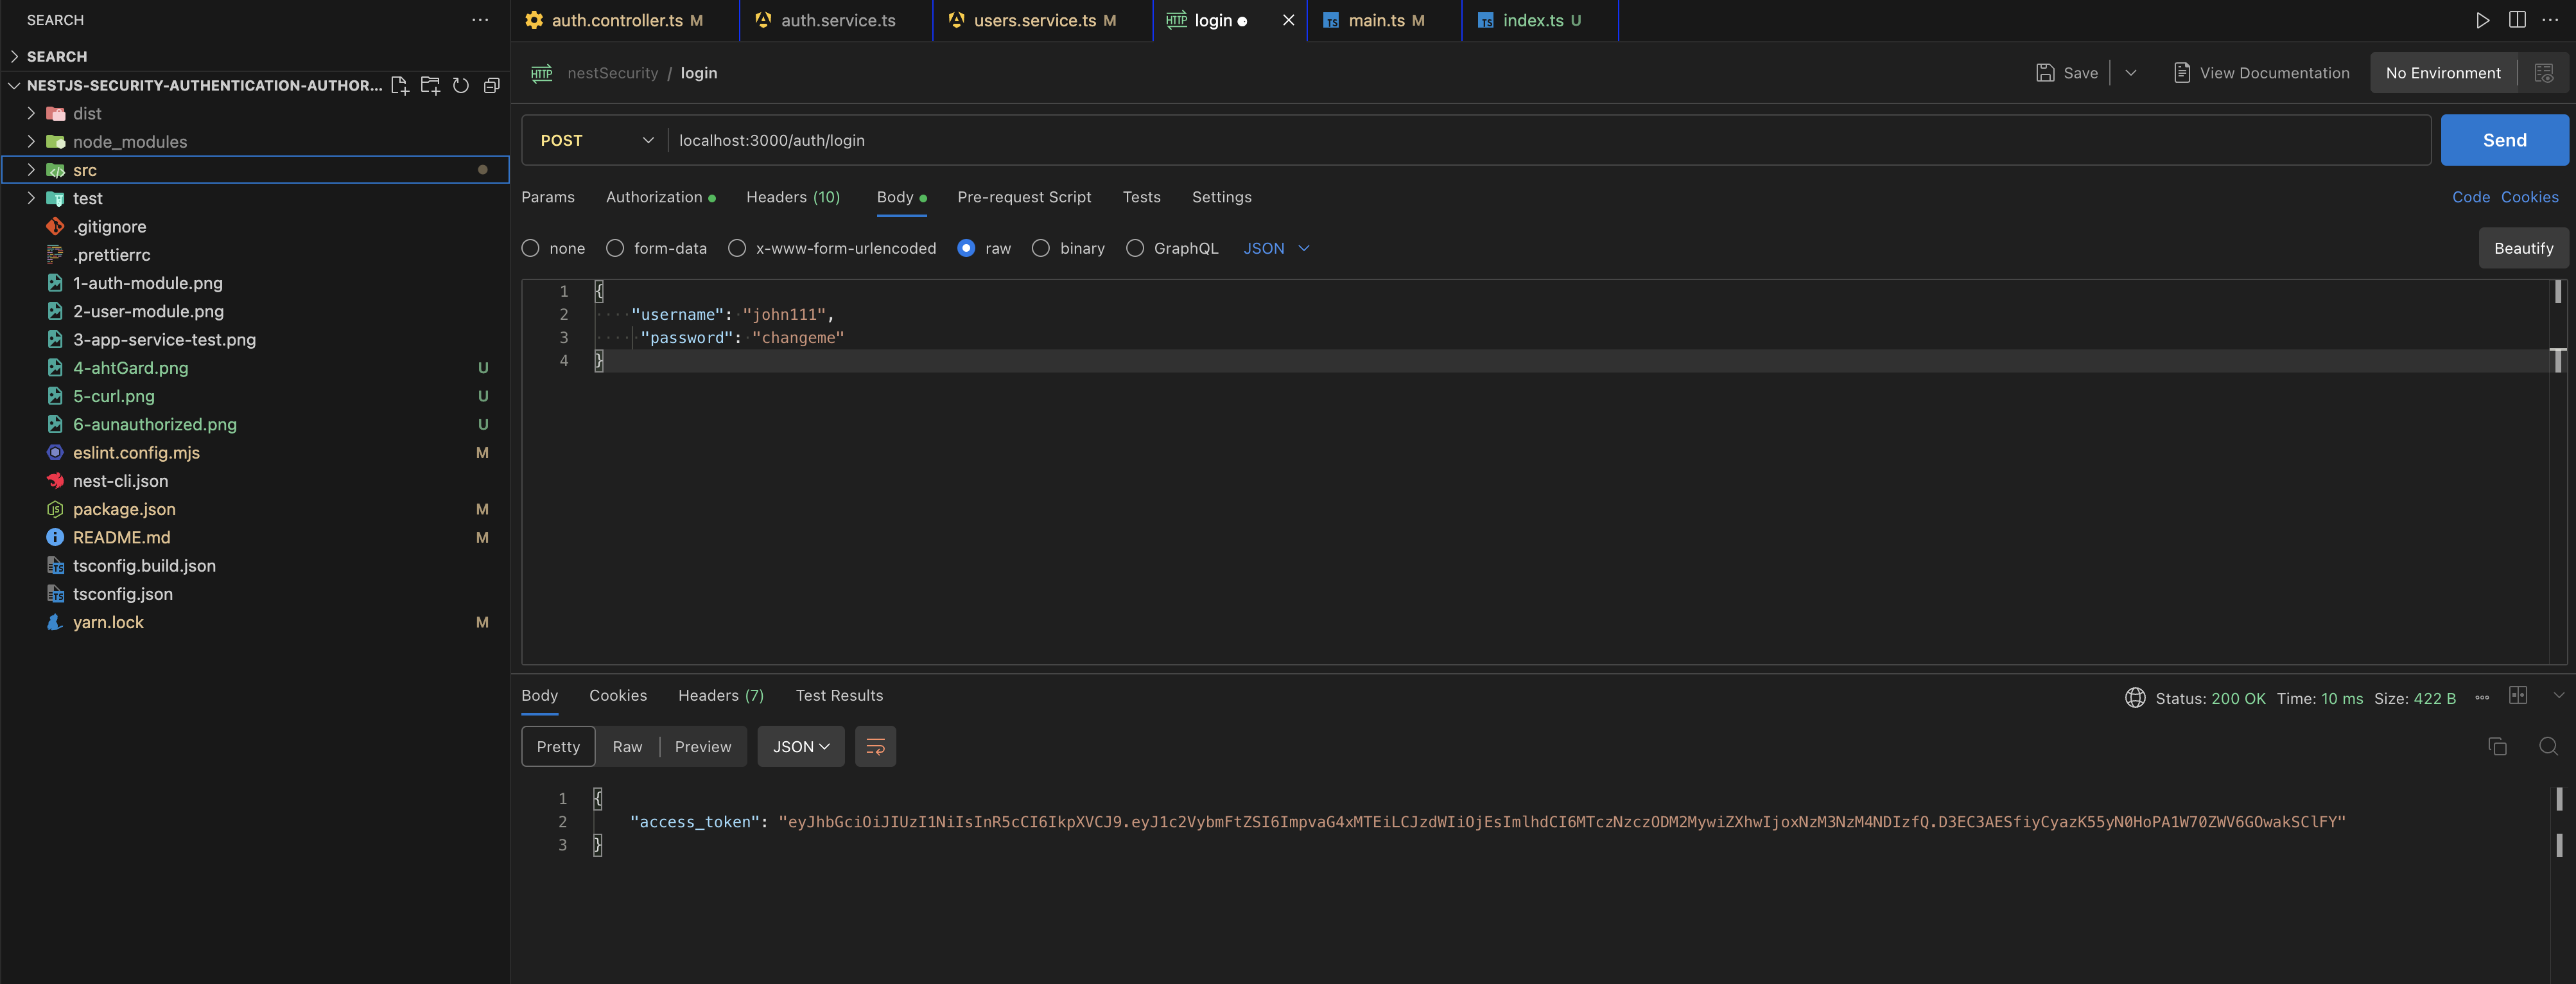 SEARCH
SEARCH
NESTJS-SECURITY-AUTHENTICATION-AUTHOR...
dist
node_modules
src
test
.gitignore
.prettierrc
1-auth-module.png
2-user-module.png
3-app-service-test.png
4-ahtGard.png U
5-curl.png U
6-aunauthorized.png U
eslint.config.mjs M
nest-cli.json
package.json M
README.md M
tsconfig.build.json
tsconfig.json
yarn.lock M
auth.controller.ts M auth.service.ts users.service.ts M HTTP login TS main.ts M TS index.ts U
HTTP nestSecurity / login Save View Documentation No Environment
POST localhost:3000/auth/login Send
Params Authorization Headers (10) Body Pre-request Script Tests Settings Code Cookies
none form-data x-www-form-urlencoded raw binary GraphQL JSON Beautify
1 {
2 "username": "john111",
3 "password": "changeme"
4 }
Body Cookies Headers (7) Test Results Status: 200 OK Time: 10 ms Size: 422 B
Pretty Raw Preview JSON
1 {
2 "access_token": "eyJhbGciOiJIUzI1NiIsInR5cCI6IkpXVCJ9.eyJ1c2VybmFtZSI6ImpvaG4xMTEiLCJzdWIiOjEsImlhdCI6MTczNzczODM2MywiZXhwIjoxNzM3NzM4NDIzfQ.D3EC3AESfiyCyazK55yN0HoPA1W70ZWV6GOwakSClFY"
3 }